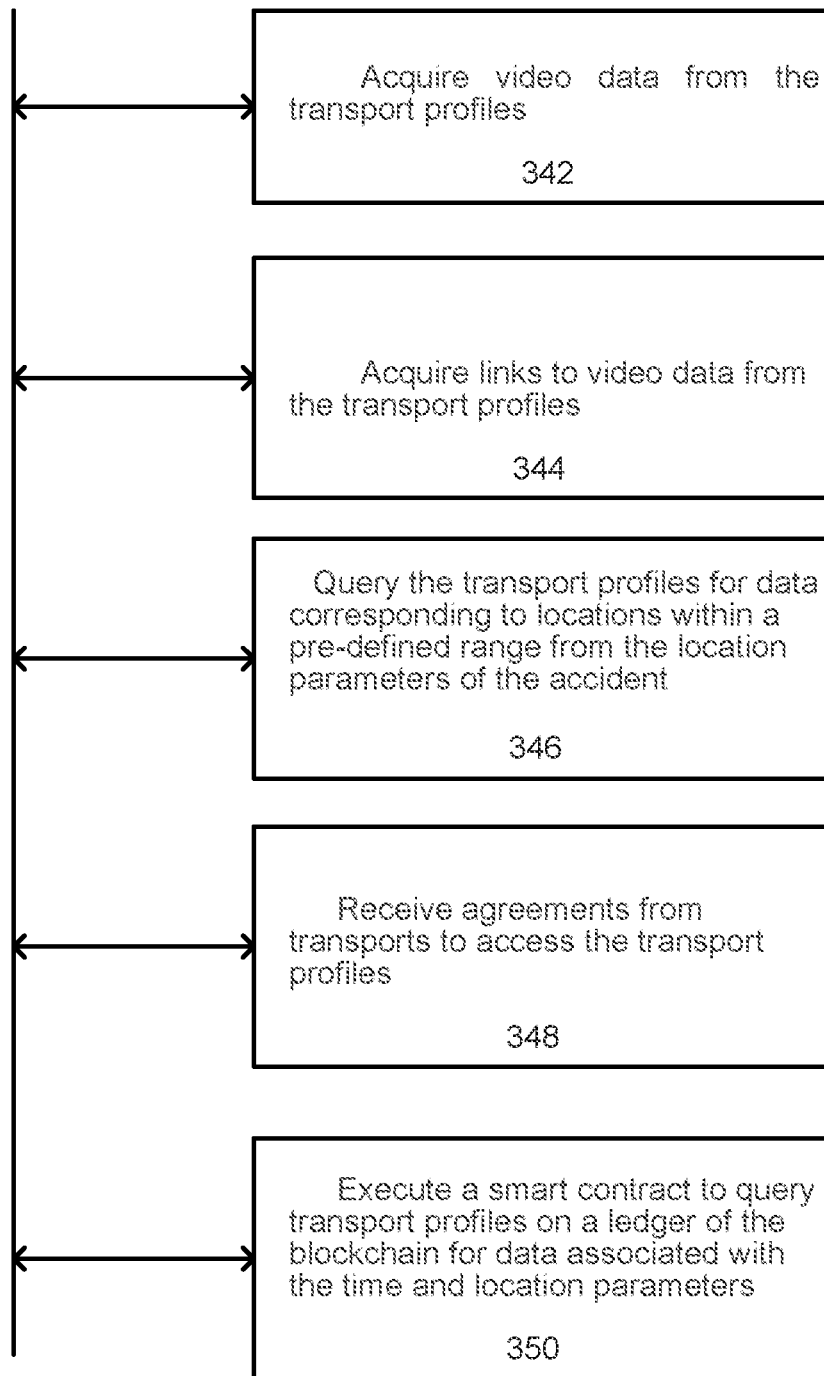 Acquire video data from the
transport profiles
342
Acquire links to video data from
the transport profiles
344
Query the transport profiles for data
corresponding to locations within a
pre-defined range from the location
parameters of the accident
346
Receive agreements from
transports to access the transport
profiles
348
Execute a smart contract to query
transport profiles on a ledger of the
blockchain for data associated with
the time and location parameters
350